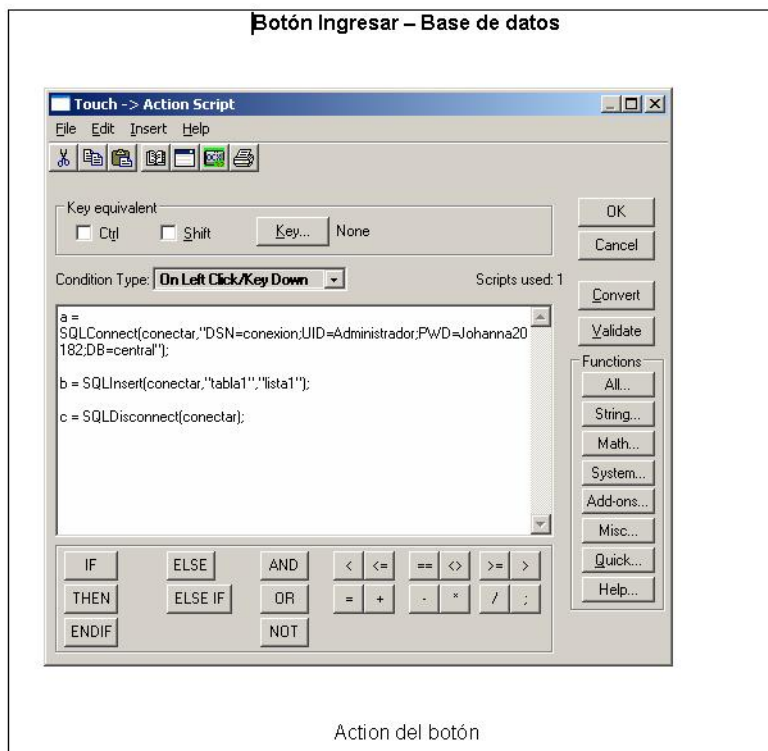 Botón Ingresar – Base de datos
Touch -> Action Script
File Edit Insert Help
Key equivalent
Ctrl Shift Key... None
OK
Cancel
Condition Type: On Left Click/Key Down Scripts used: 1
Convert
Validate
a =
SQLConnect(conectar,"DSN=conexion;UID=Administrador;PWD=Johanna20
182;DB=central");
b = SQLInsert(conectar,"tabla1","lista1");
c = SQLDisconnect(conectar);
Functions
All...
String...
Math...
System...
Add-ons...
Misc...
Quick...
Help...
IF ELSE AND < <= == <> >= >
THEN ELSE IF OR = + - * / ;
ENDIF NOT
Action del botón